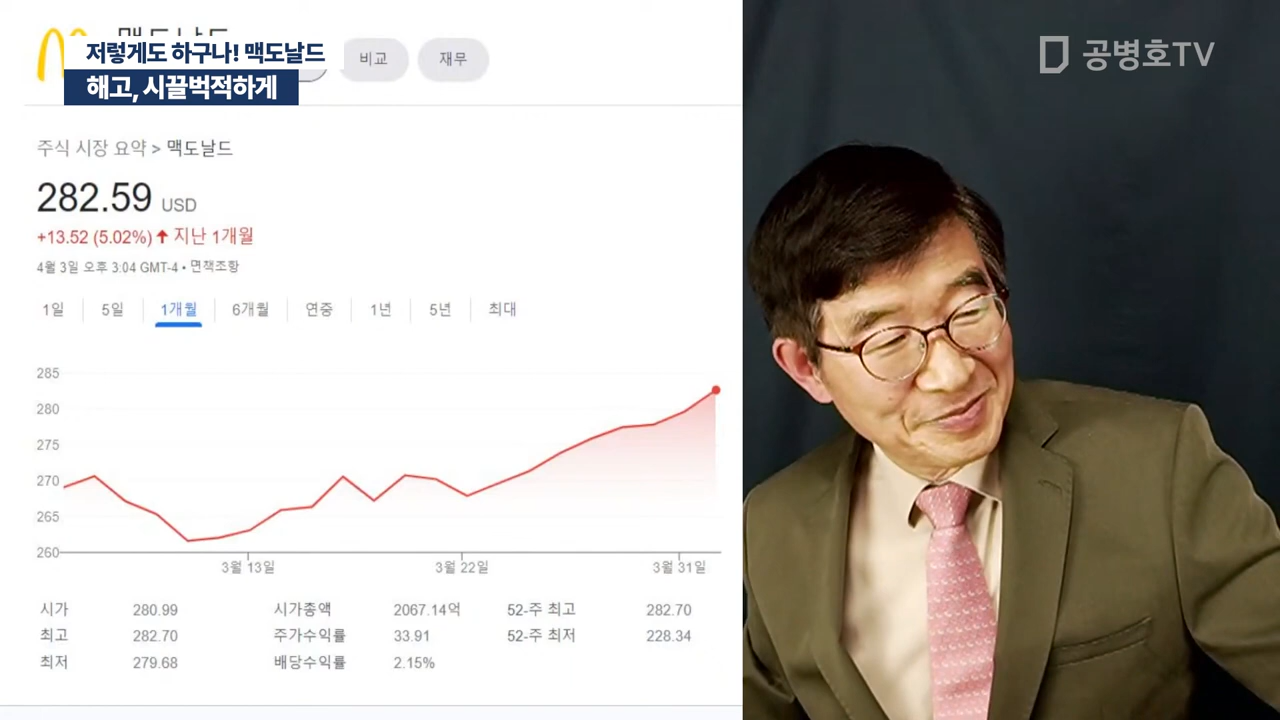 저렇게도 하구나! 맥도날드
해고, 시끌벅적하게
비교
재무
공병호TV
주식 시장 요약 > 맥도날드
282.59 USD
+13.52 (5.02%) ↑ 지난 1개월
4월 3일 오후 3:04 GMT-4 • 면책조항
1일 5일 1개월 6개월 연중 1년 5년 최대
285
280
275
270
265
260
3월 13일 3월 22일 3월 31일
시가 280.99 시가총액 2067.14억 52-주 최고 282.70
최고 282.70 주가수익률 33.91 52-주 최저 228.34
최저 279.68 배당수익률 2.15%